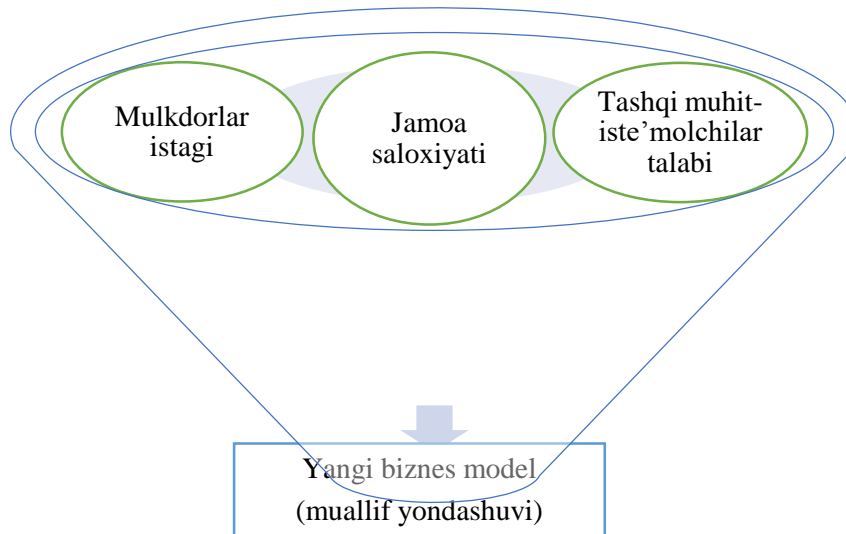 Mulkdorlar
istagi
Jamoa
saloxiyati
Tashqi muhit-
iste’molchilar
talabi
Yangi biznes model
(muallif yondashuvi)